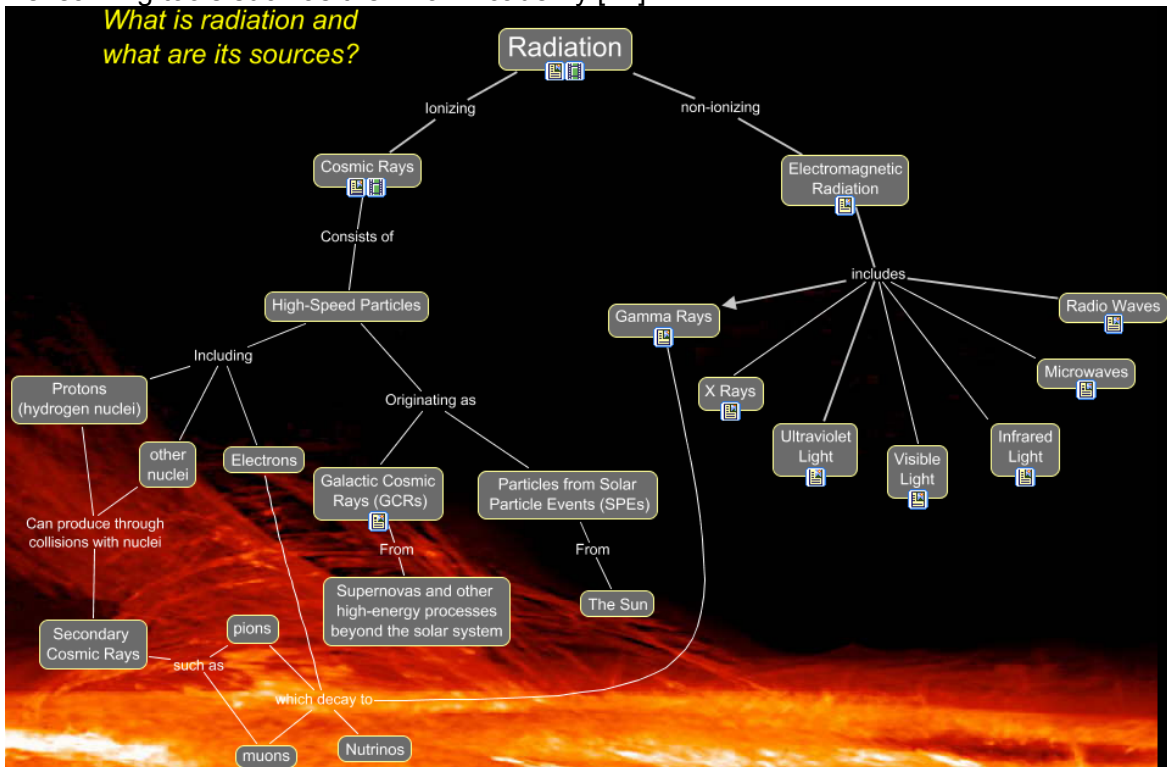 What is radiation and
what are its sources?
Radiation
Ionizing
non-ionizing
Cosmic Rays
Electromagnetic
Radiation
Consists of
includes
High-Speed Particles
Gamma Rays
Radio Waves
Including
X Rays
Microwaves
Protons
(hydrogen nuclei)
Originating as
Ultraviolet
Light
Visible
Light
Infrared
Light
other
nuclei
Electrons
Galactic Cosmic
Rays (GCRs)
Particles from Solar
Particle Events (SPEs)
Can produce through
collisions with nuclei
From
From
Supernovas and other
high-energy processes
beyond the solar system
The Sun
Secondary
Cosmic Rays
pions
such as
which decay to
muons
Nutrinos